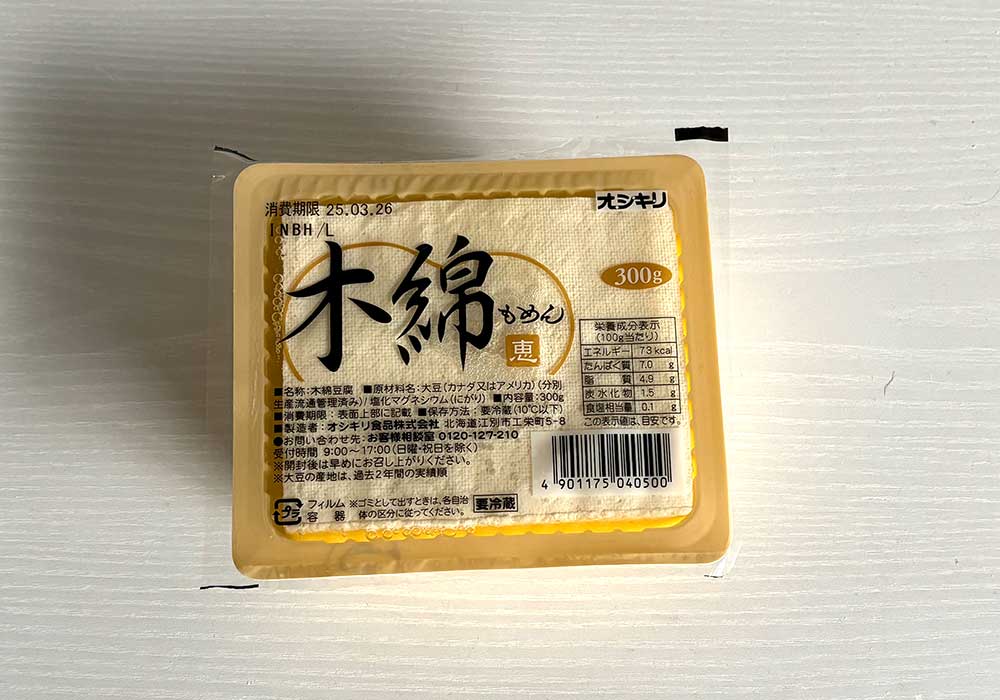 消費期限 25.03.26
INBH/L
オシキリ
木綿
もめん
恵
300g
栄養成分表示
(100g当たり)
エネルギー 73kcal
たんぱく質 7.0 g
脂質 4.9 g
炭水化物 1.5 g
食塩相当量 0.1 g
この表示値は、目安です。
■名称:木綿豆腐 ■原材料名:大豆(カナダ又はアメリカ)(分別
生産流通管理済み)/塩化マグネシウム(にがり) ■内容量:300g
■消費期限:表面上部に記載 ■保存方法:要冷蔵(10℃以下)
■製造者:オシキリ食品株式会社 北海道江別市工栄町5-8
●お問い合わせ先:お客様相談室 0120-127-210
受付時間 9:00~17:00(日曜・祝日を除く)
※開封後は早めにお召し上がりください。
※大豆の産地は、過去2年間の実績順
4 901175 040500
プラ
フィルム
容器
※ゴミとして出すときは、各自治
体の区分に従ってください。
要冷蔵